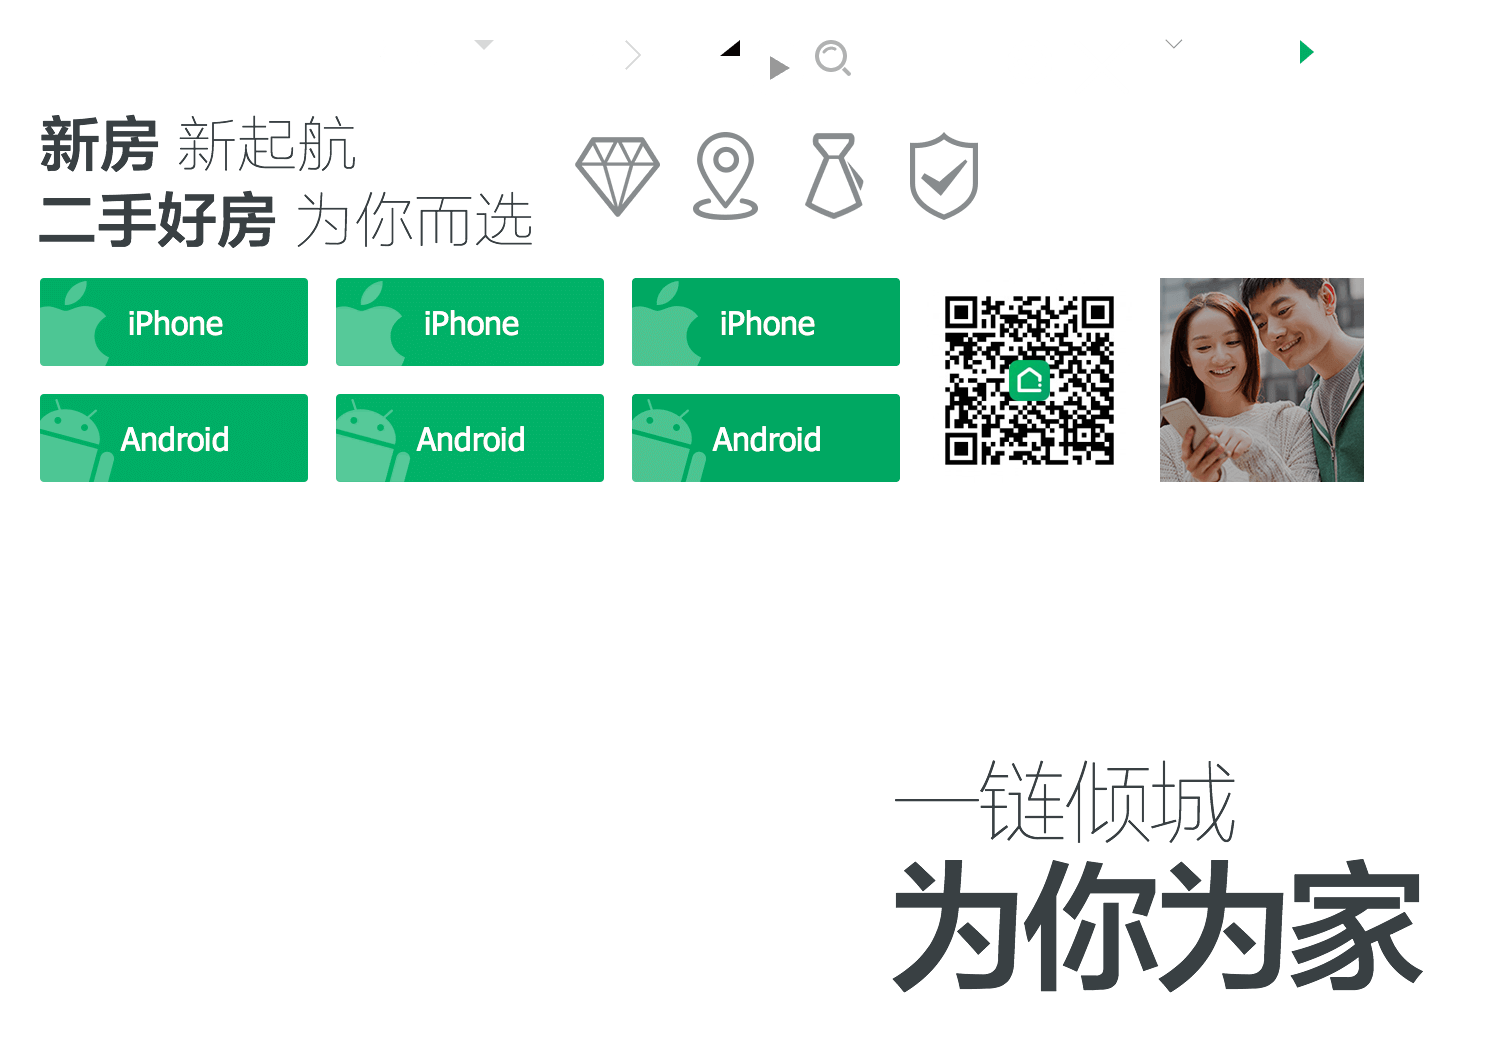 新房 新起航
二手好房 为你而选
iPhone
iPhone
iPhone
Android
Android
Android
一链倾城
为你为家